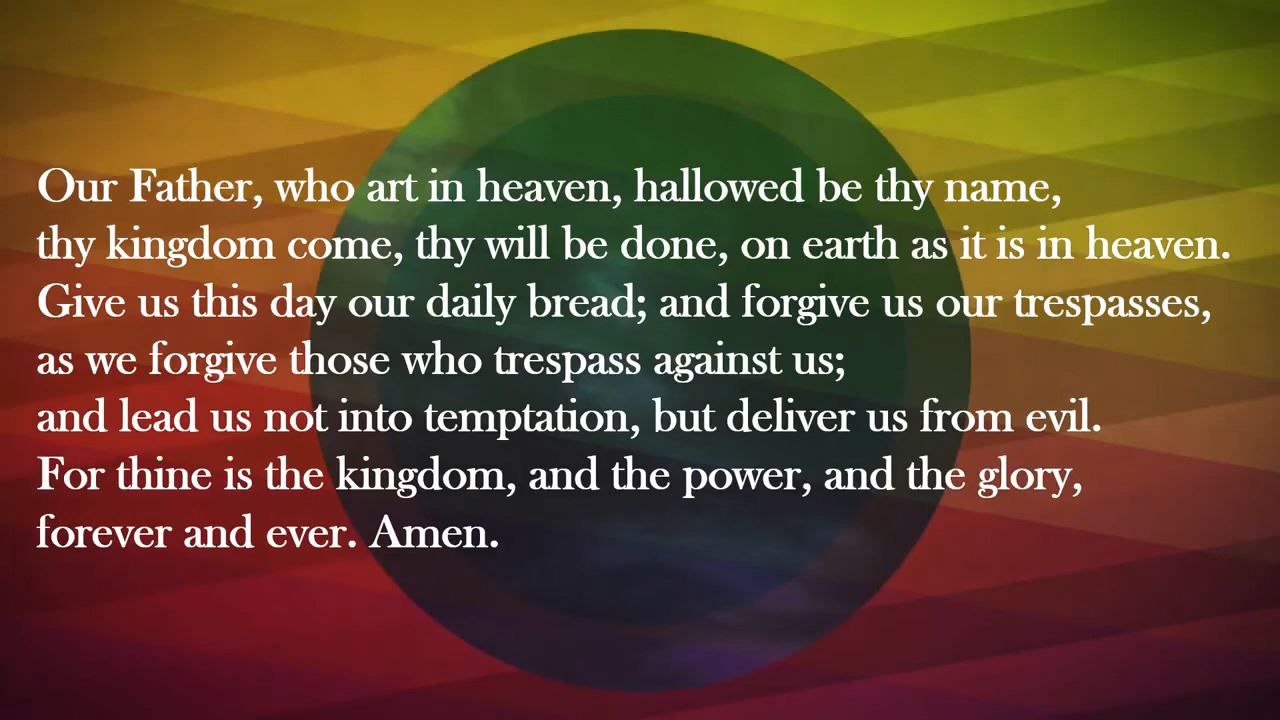 Our Father, who art in heaven, hallowed be thy name,
thy kingdom come, thy will be done, on earth as it is in heaven.
Give us this day our daily bread; and forgive us our trespasses,
as we forgive those who trespass against us;
and lead us not into temptation, but deliver us from evil.
For thine is the kingdom, and the power, and the glory,
forever and ever. Amen.